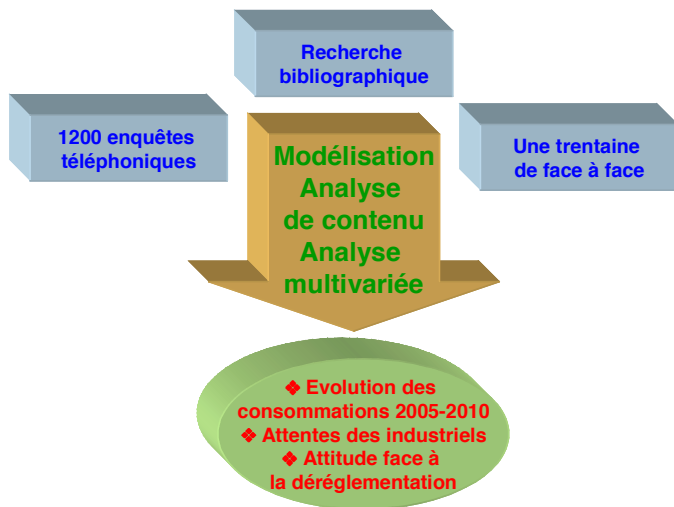 Recherche
bibliographique
1200 enquêtes
téléphoniques
Une trentaine
de face à face
Modélisation
Analyse
de contenu
Analyse
multivariée
❖ Evolution des
consommations 2005-2010
❖ Attentes des industriels
❖ Attitude face à
la déréglementation